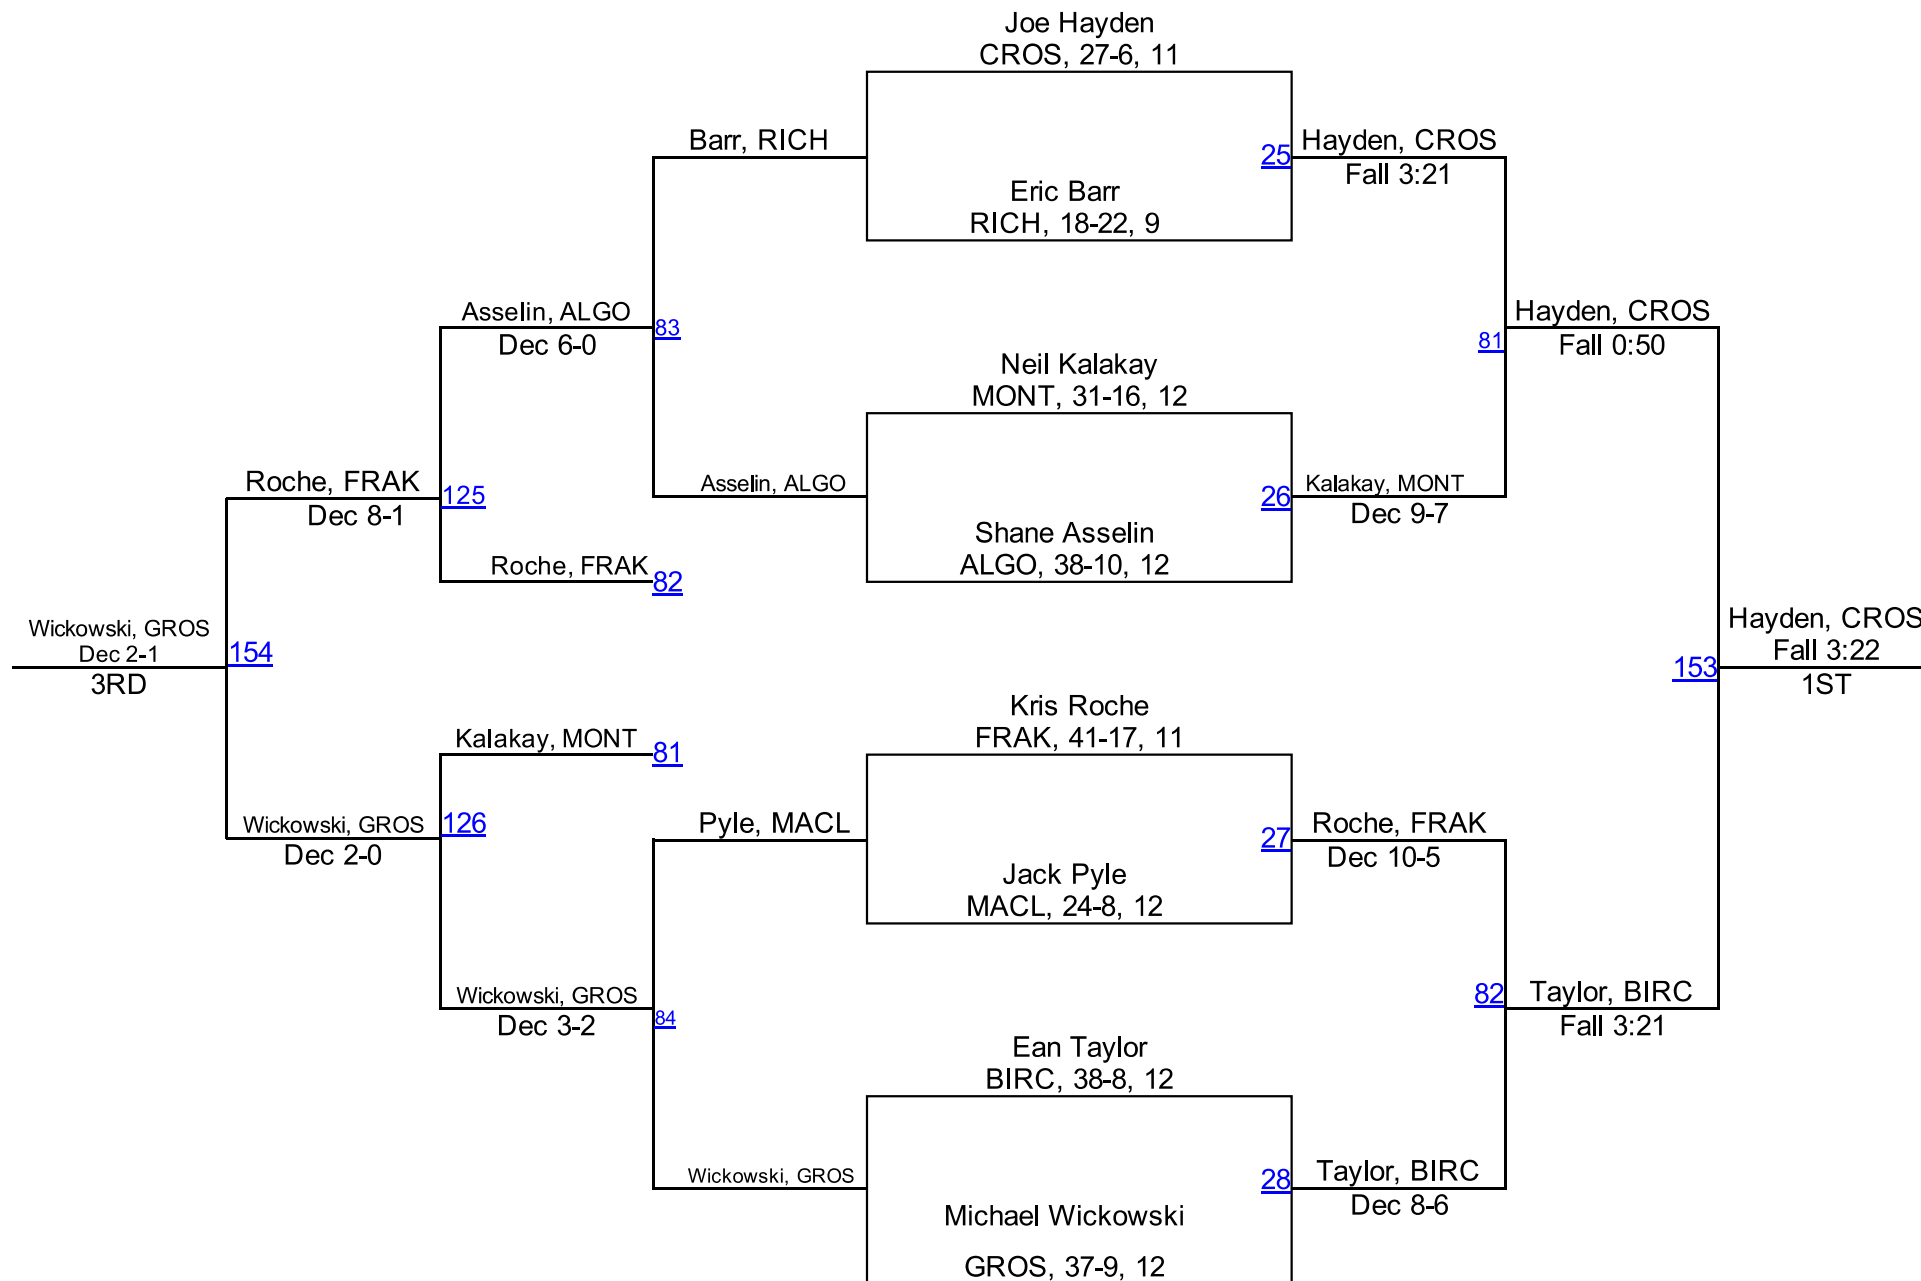 Joe Hayden
CROS, 27-6, 11
Barr, RICH
25
Hayden, CROS
Fall 3:21
Eric Barr
RICH, 18-22, 9
Asselin, ALGO
Dec 6-0
83
Hayden, CROS
Fall 0:50
81
Neil Kalakay
MONT, 31-16, 12
Roche, FRAK
Dec 8-1
125
Asselin, ALGO
26
Kalakay, MONT
Dec 9-7
Shane Asselin
ALGO, 38-10, 12
Roche, FRAK
82
Wickowski, GROS
Dec 2-1
3RD
154
Hayden, CROS
Fall 3:22
1ST
153
Kris Roche
FRAK, 41-17, 11
Kalakay, MONT
81
Wickowski, GROS
Dec 2-0
126
Pyle, MACL
27
Roche, FRAK
Dec 10-5
Jack Pyle
MACL, 24-8, 12
Wickowski, GROS
Dec 3-2
84
82
Taylor, BIRC
Fall 3:21
Ean Taylor
BIRC, 38-8, 12
Wickowski, GROS
28
Taylor, BIRC
Dec 8-6
Michael Wickowski
GROS, 37-9, 12